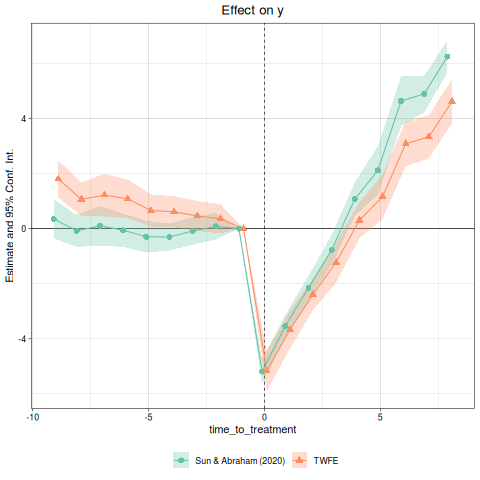 Effect on y
Estimate and 95% Conf. Int.
4
0
-4
-10
-5
0
5
time_to_treatment
Sun & Abraham (2020)
TWFE